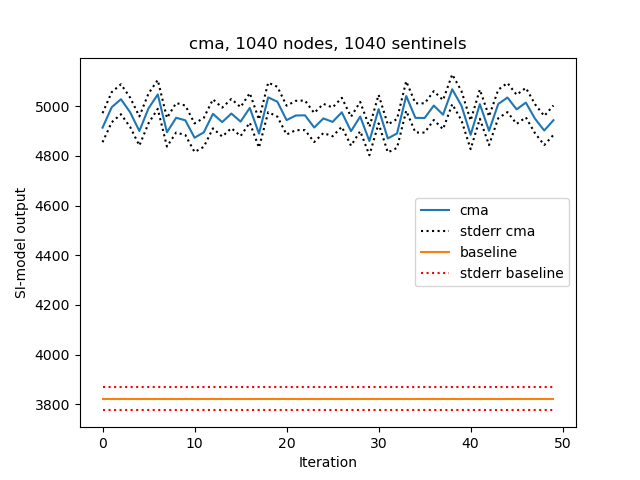 cma, 1040 nodes, 1040 sentinels
SI-model output
5000
4800
4600
4400
4200
4000
3800
cma
stderr cma
baseline
stderr baseline
0 10 20 30 40 50
Iteration